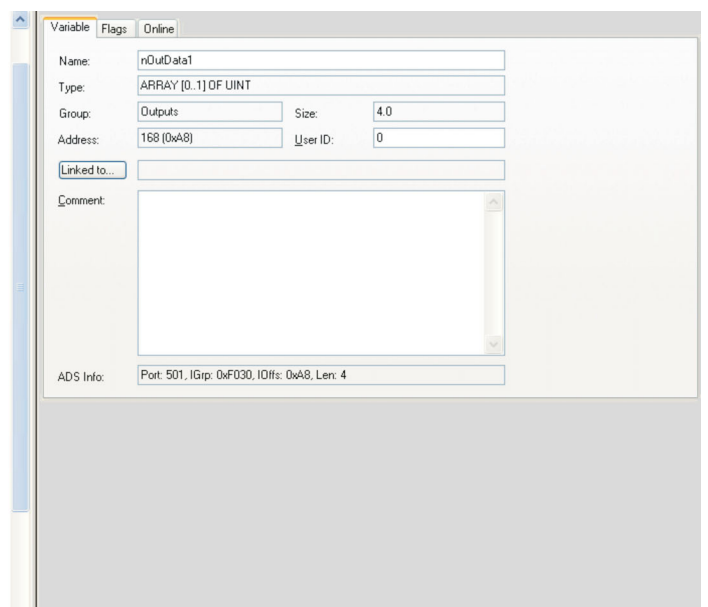 Variable Flags Online
Name: nOutData1
Type: ARRAY [0..1] OF UINT
Group: Outputs Size: 4.0
Address: 168 (0xA8) User ID: 0
Linked to...
Comment:
ADS Info: Port: 501, IGrp: 0xF030, IOffs: 0xA8, Len: 4